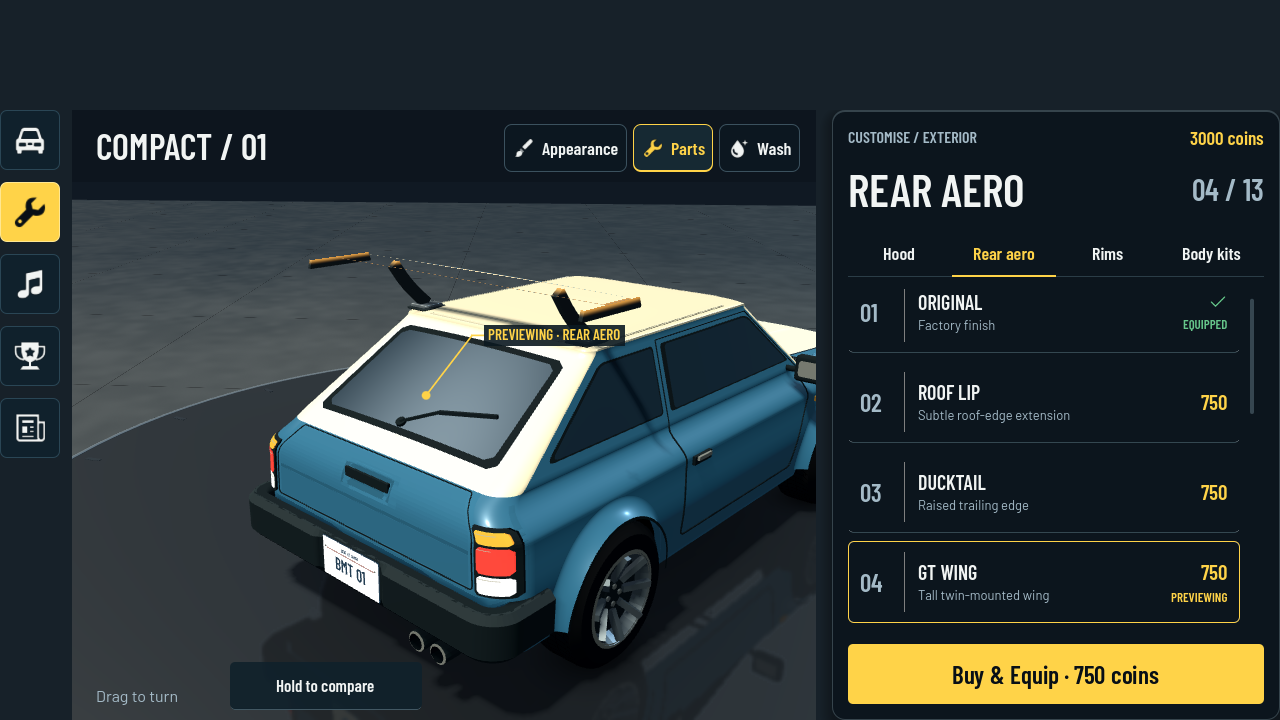 COMPACT / 01
Appearance
Parts
Wash
PREVIEWING · REAR AERO
BMT 01
Drag to turn
Hold to compare
CUSTOMISE / EXTERIOR
3000 coins
REAR AERO
04 / 13
Hood
Rear aero
Rims
Body kits
01
ORIGINAL
Factory finish
EQUIPPED
02
ROOF LIP
Subtle roof-edge extension
750
03
DUCKTAIL
Raised trailing edge
750
04
GT WING
Tall twin-mounted wing
750
PREVIEWING
Buy & Equip · 750 coins